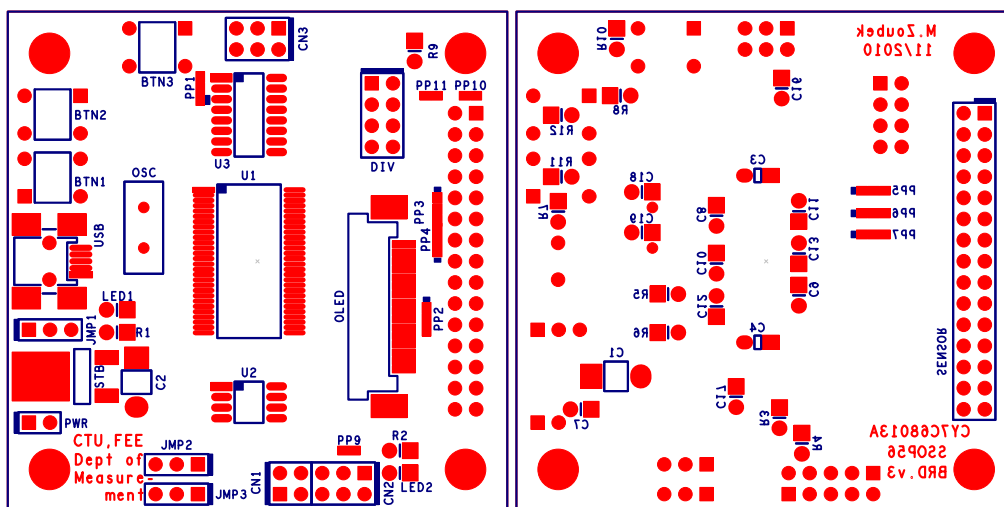 CN3
R9
BTN3
PP1
PP11 PP10
BTN2
U3
DIV
BTN1
OSC
U1
USB
PP3
PP4
LED1
OLED
PP2
JMP1
R1
STB
C2
U2
PWR
CTU,FEE
Dept of
Measure-
ment
JMP2
JMP3
PP9
R2
CN1
CN2
LED2
R10
M.Zoubek
11/2010
C16
R8
R12
R11
C3
C18
PP5
R7
C8
C11
PP6
C19
PP7
C10
C13
R5
C9
C12
R6
C4
SENSOR
C1
C17
C7
R3
R4
CY7C68013A
SSOP56
BRD.v3